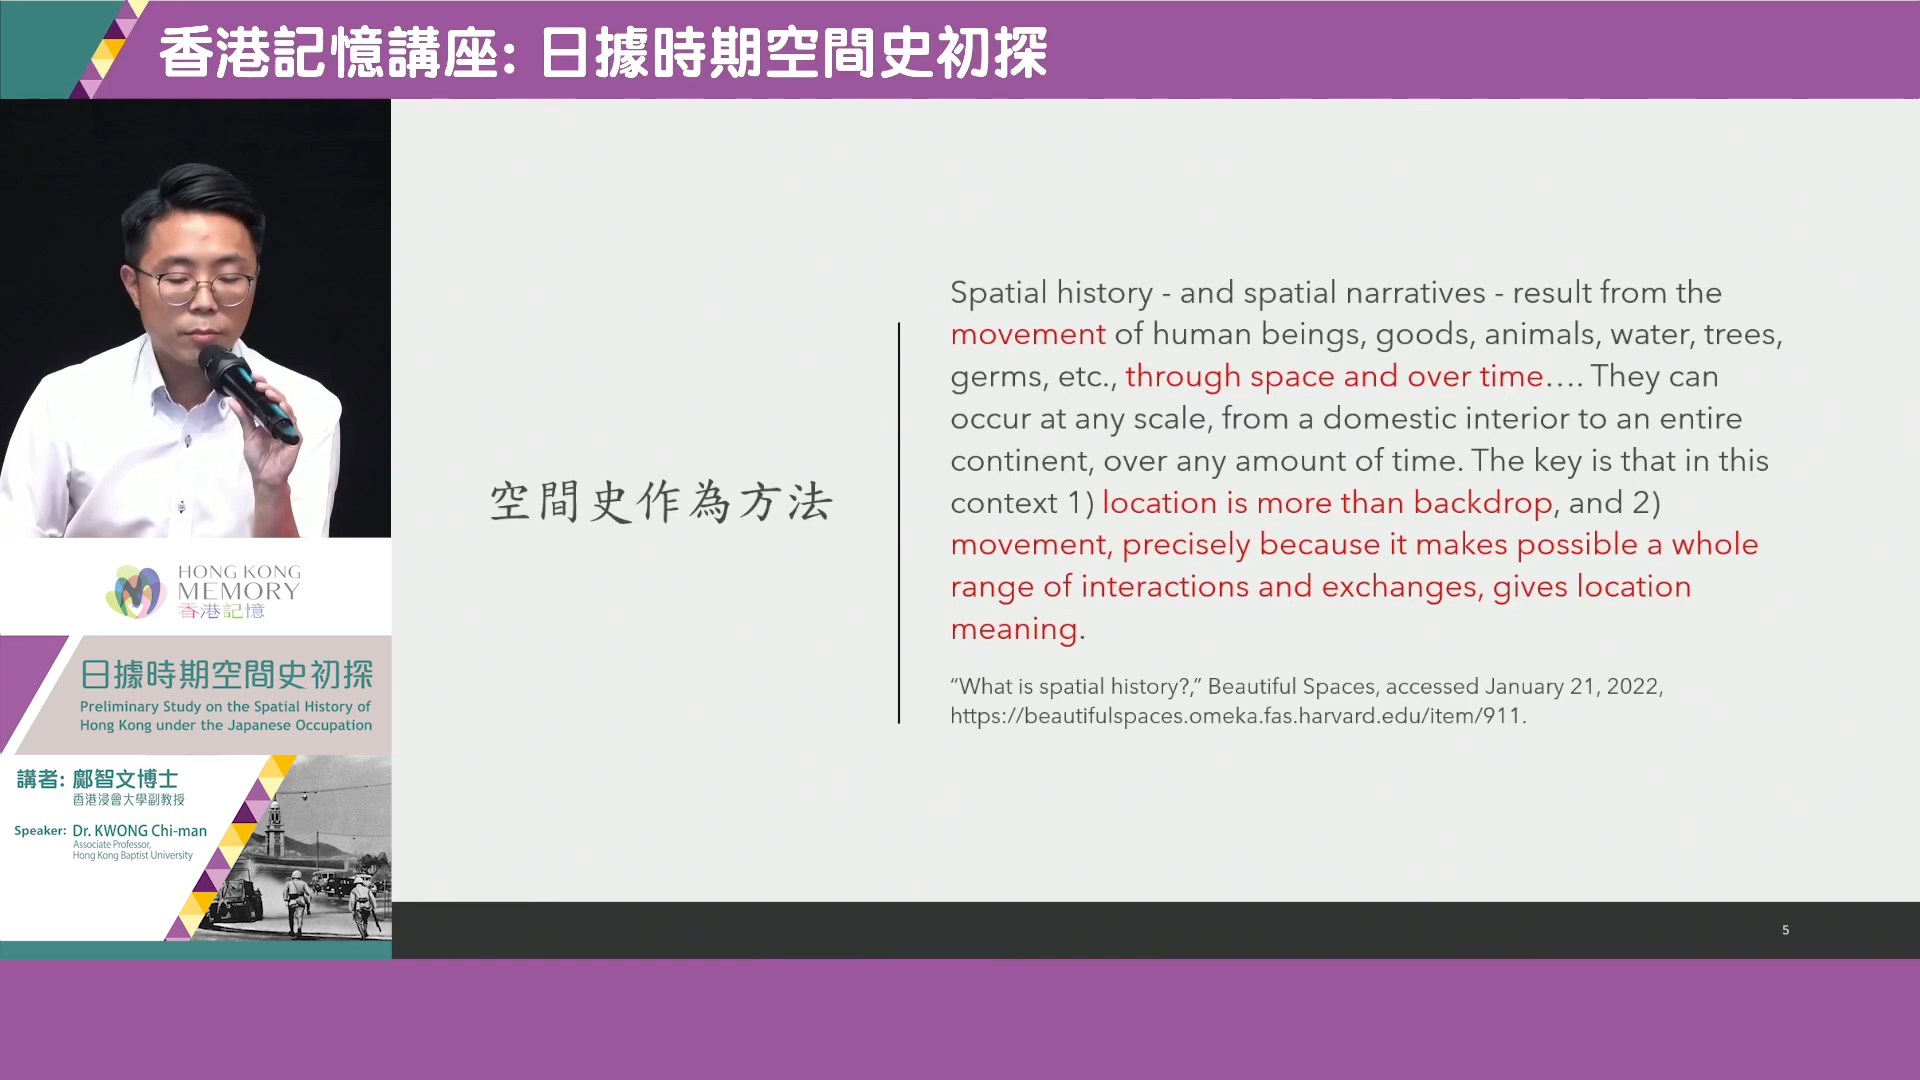 香港記憶講座: 日據時期空間史初探
HONG KONG
MEMORY
香港記憶
日據時期空間史初探
Preliminary Study on the Spatial History of
Hong Kong under the Japanese Occupation
講者: 鄺智文博士
香港浸會大學副教授
Speaker: Dr. KWONG Chi-man
Associate Professor,
Hong Kong Baptist University
空間史作為方法
Spatial history - and spatial narratives - result from the
movement of human beings, goods, animals, water, trees,
germs, etc., through space and over time…. They can
occur at any scale, from a domestic interior to an entire
continent, over any amount of time. The key is that in this
context 1) location is more than backdrop, and 2)
movement, precisely because it makes possible a whole
range of interactions and exchanges, gives location
meaning.
“What is spatial history?,” Beautiful Spaces, accessed January 21, 2022,
https://beautifulspaces.omeka.fas.harvard.edu/item/911.
5